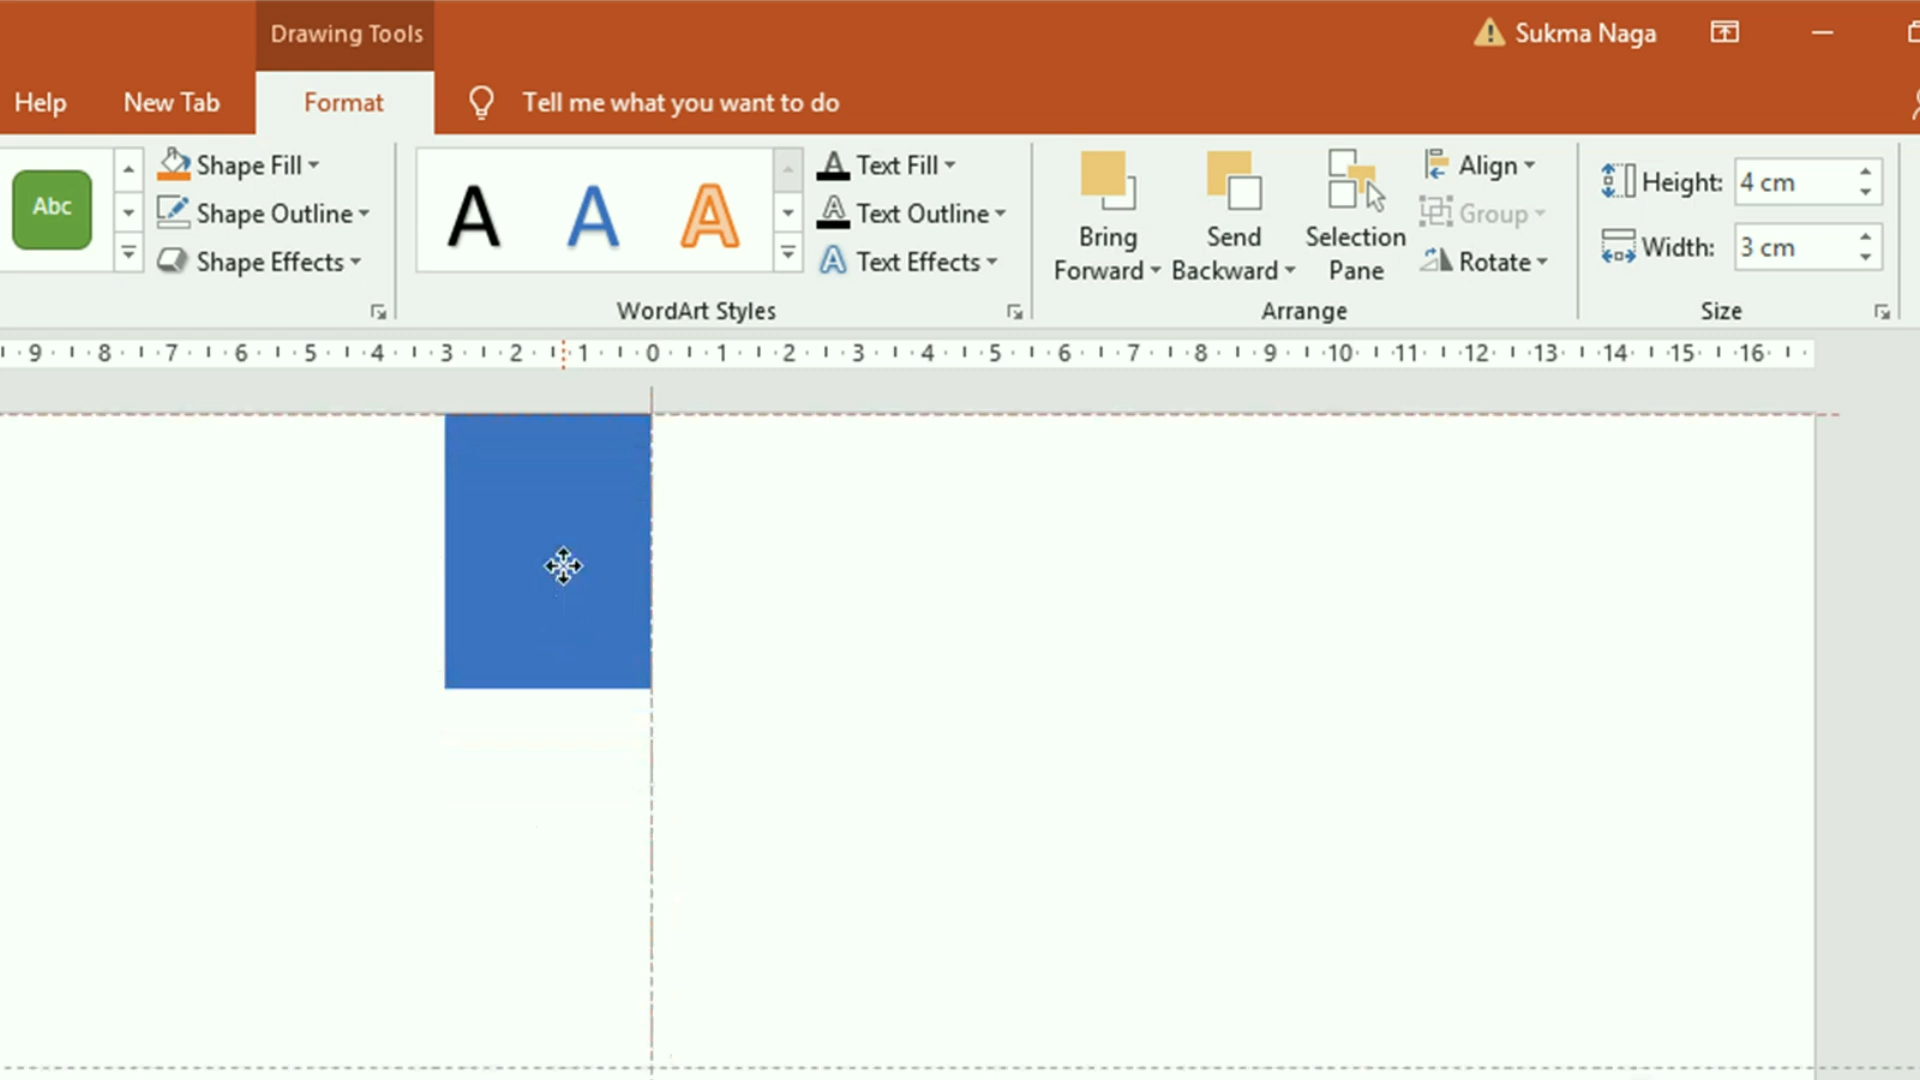 Drawing Tools
Sukma Naga
Help
New Tab
Format
Tell me what you want to do
Abc
Shape Fill
Shape Outline
Shape Effects
A A A
Text Fill
Text Outline
Text Effects
WordArt Styles
Bring
Forward
Send
Backward
Selection
Pane
Align
Group
Rotate
Arrange
Height: 4 cm
Width: 3 cm
Size
9 8 7 6 5 4 3 2 1 0 1 2 3 4 5 6 7 8 9 10 11 12 13 14 15 16